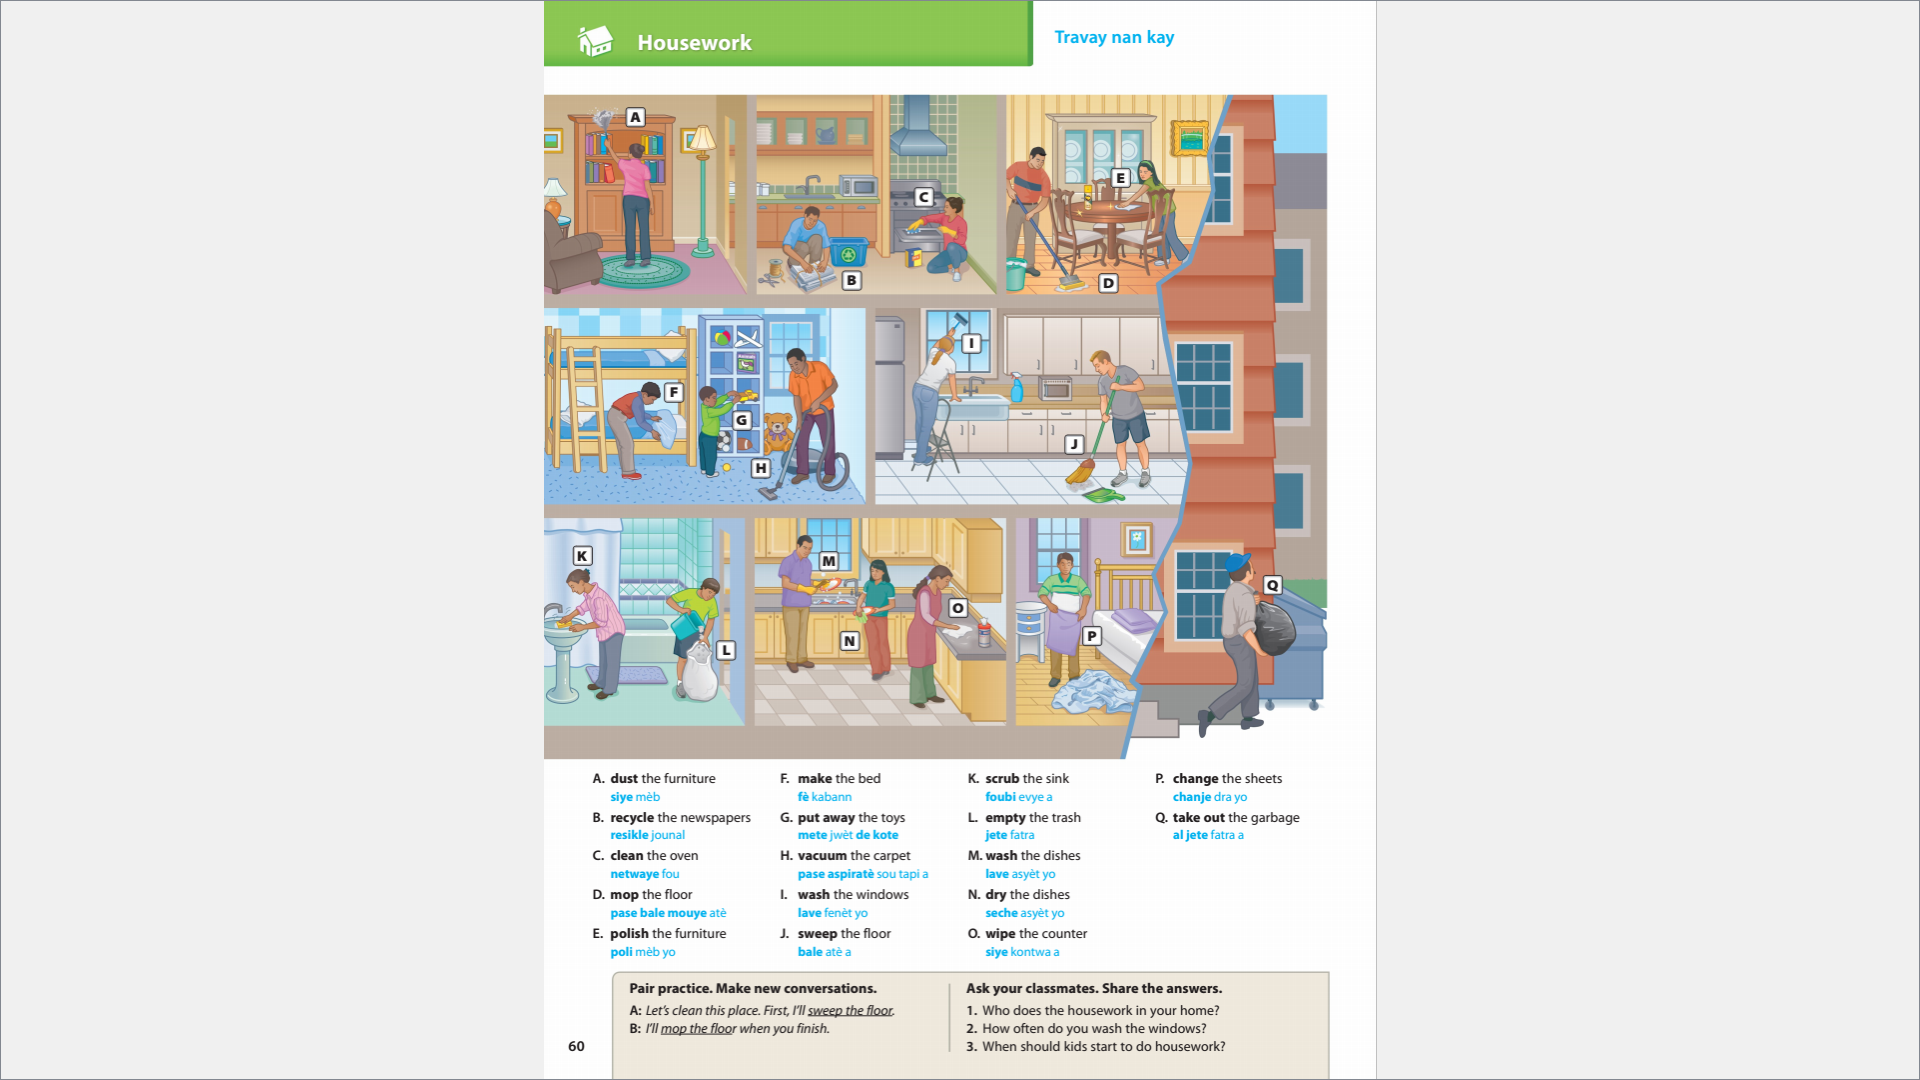 Housework
Travay nan kay
A
B
C
D
E
F
G
H
I
J
K
L
M
N
O
P
Q
A. dust the furniture
siye mèb
B. recycle the newspapers
resikle jounal
C. clean the oven
netwaye fou
D. mop the floor
pase bale mouye atè
E. polish the furniture
poli mèb yo
F. make the bed
fè kabann
G. put away the toys
mete jwèt de kote
H. vacuum the carpet
pase aspiratè sou tapi a
I. wash the windows
lave fenèt yo
J. sweep the floor
bale atè a
K. scrub the sink
foubi evye a
L. empty the trash
jete fatra
M. wash the dishes
lave asyèt yo
N. dry the dishes
seche asyèt yo
O. wipe the counter
siye kontwa a
P. change the sheets
chanje dra yo
Q. take out the garbage
al jete fatra a
Pair practice. Make new conversations.
A: Let's clean this place. First, I'll sweep the floor.
B: I'll mop the floor when you finish.
Ask your classmates. Share the answers.
1. Who does the housework in your home?
2. How often do you wash the windows?
3. When should kids start to do housework?
60